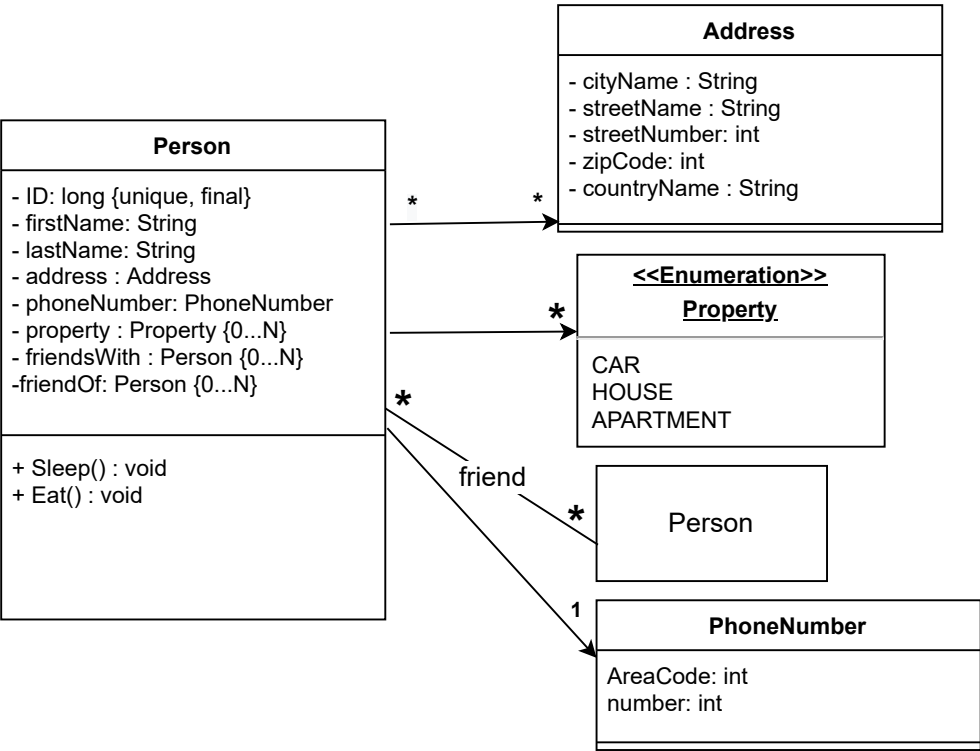 Address
- cityName : String
- streetName : String
- streetNumber: int
- zipCode: int
- countryName : String
Person
- ID: long {unique, final}
- firstName: String
- lastName: String
- address : Address
- phoneNumber: PhoneNumber
- property : Property {0...N}
- friendsWith : Person {0...N}
-friendOf: Person {0...N}
+ Sleep() : void
+ Eat() : void
*
*
<<Enumeration>>
Property
CAR
HOUSE
APARTMENT
*
*
friend
*
Person
1
PhoneNumber
AreaCode: int
number: int